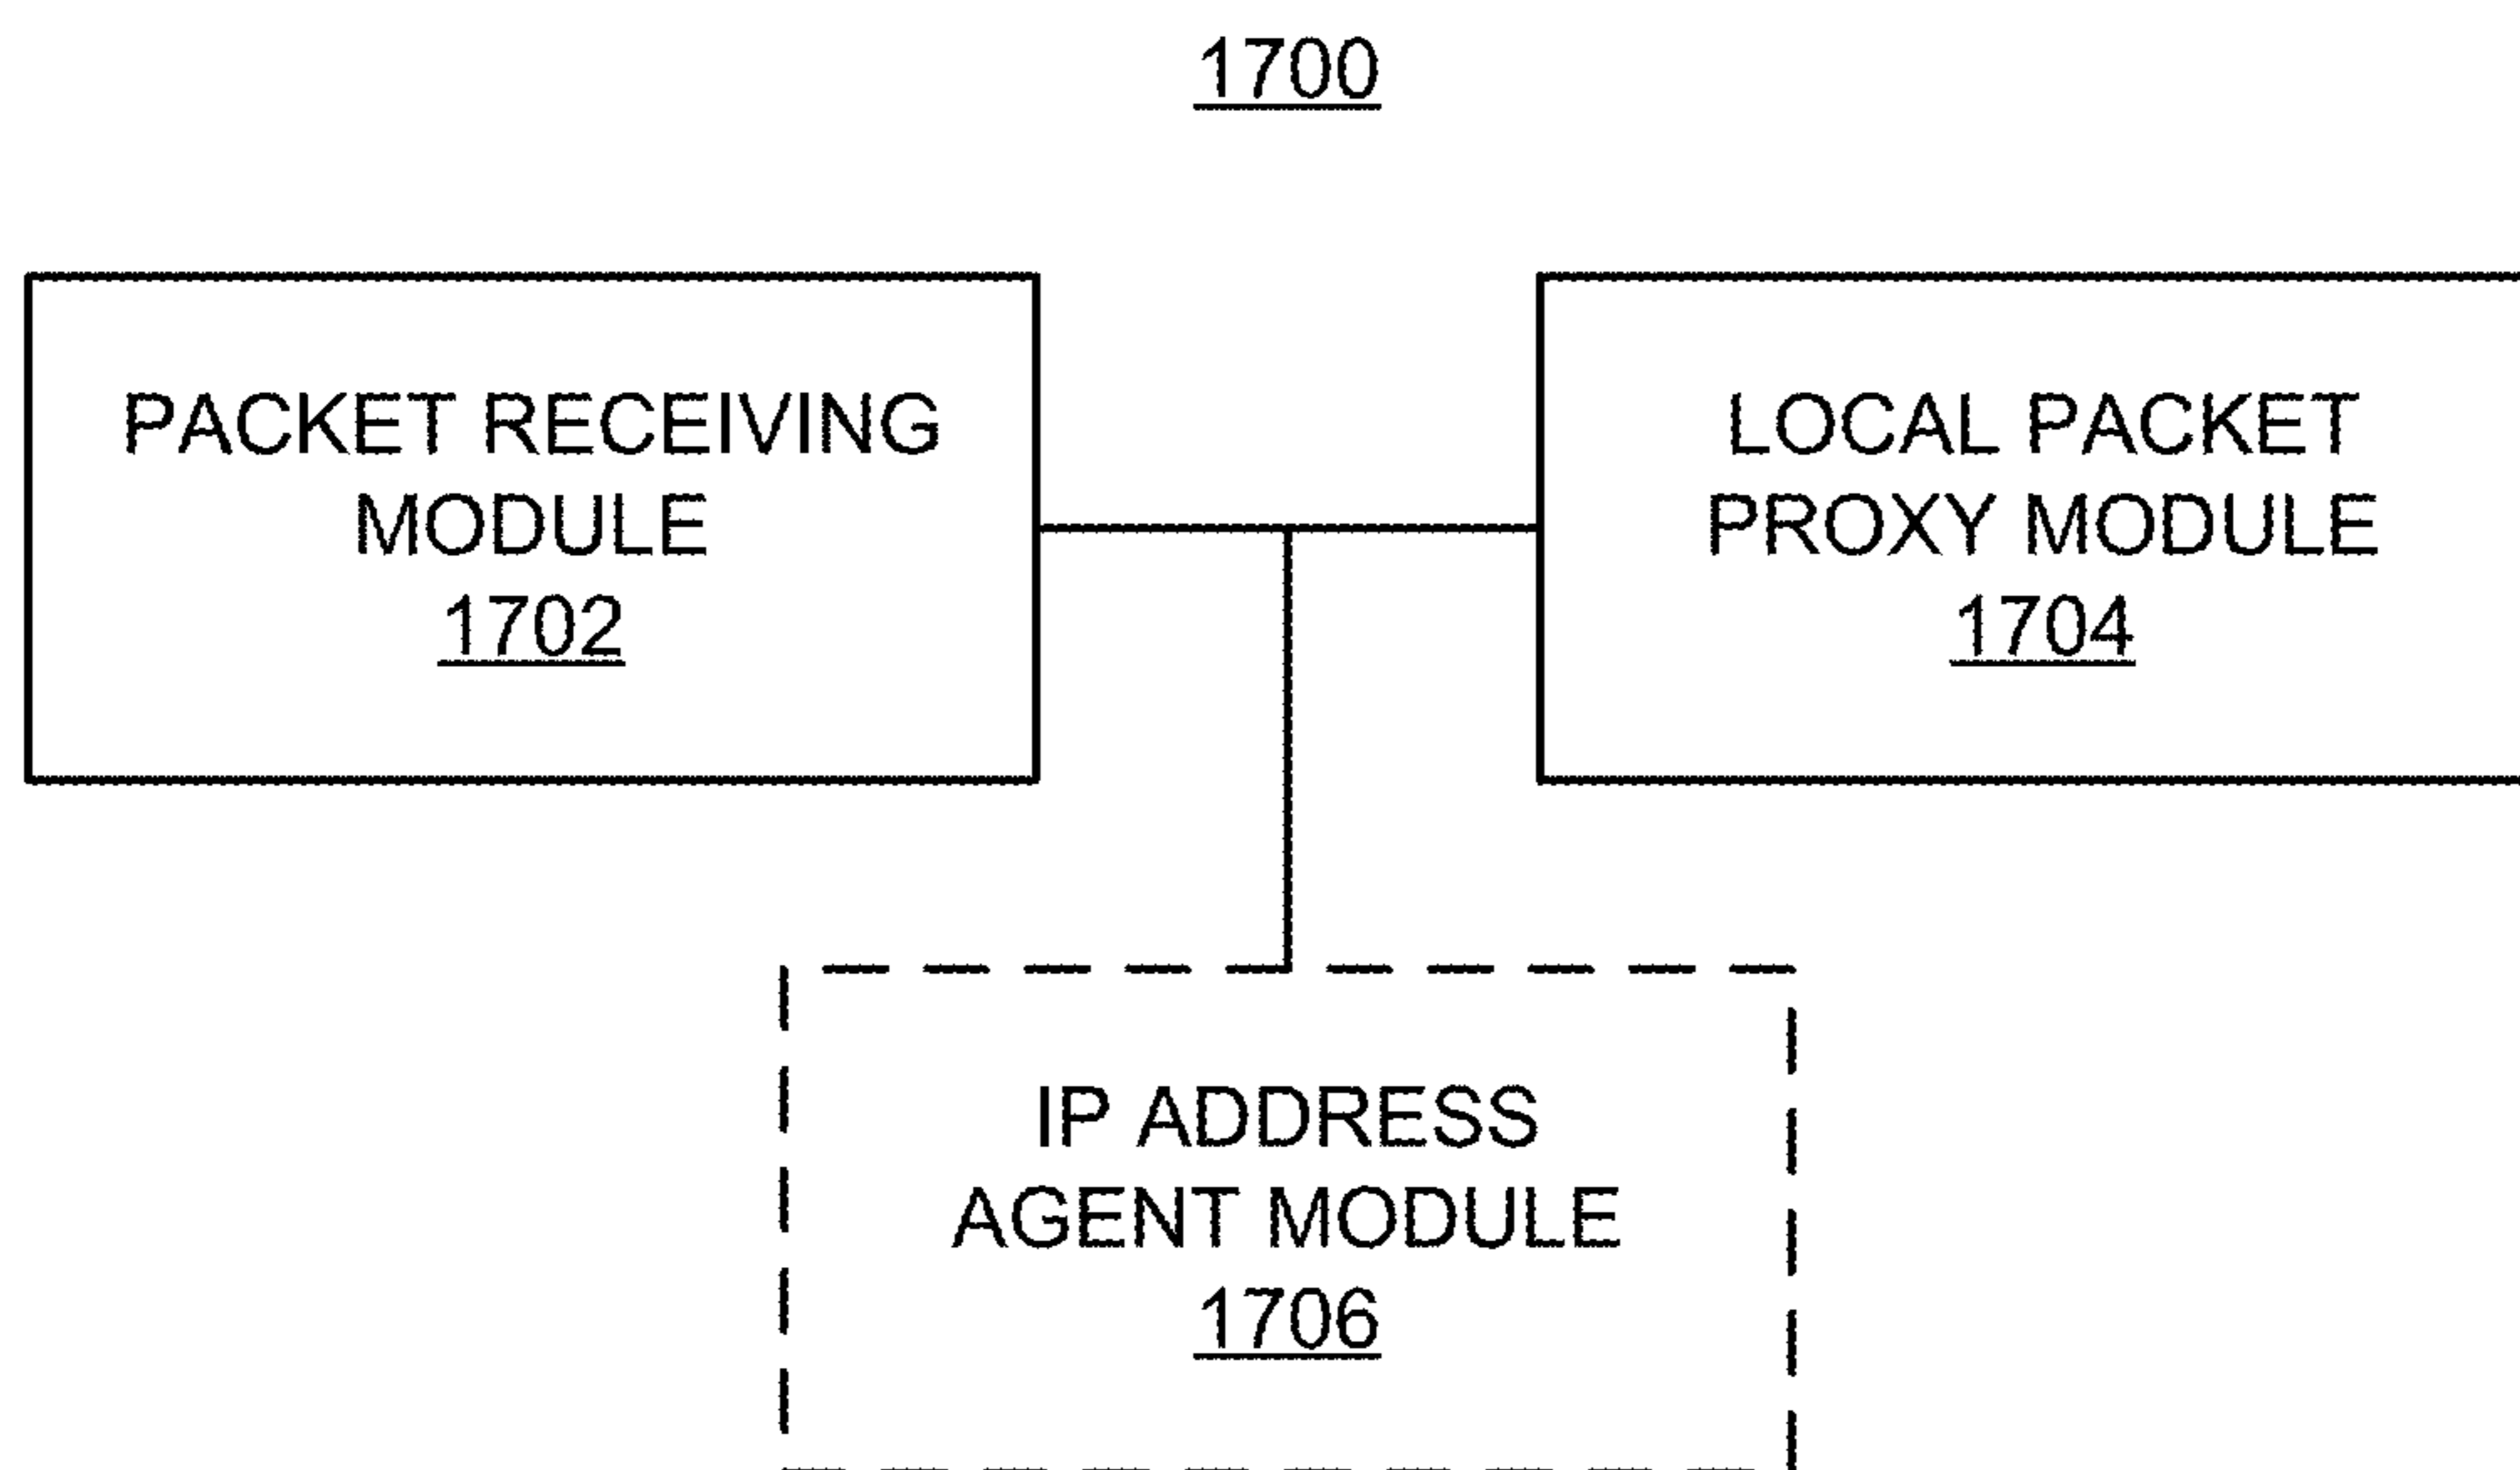 1700
PACKET RECEIVING
MODULE
1702
LOCAL PACKET
PROXY MODULE
1704
IP ADDRESS
AGENT MODULE
1706